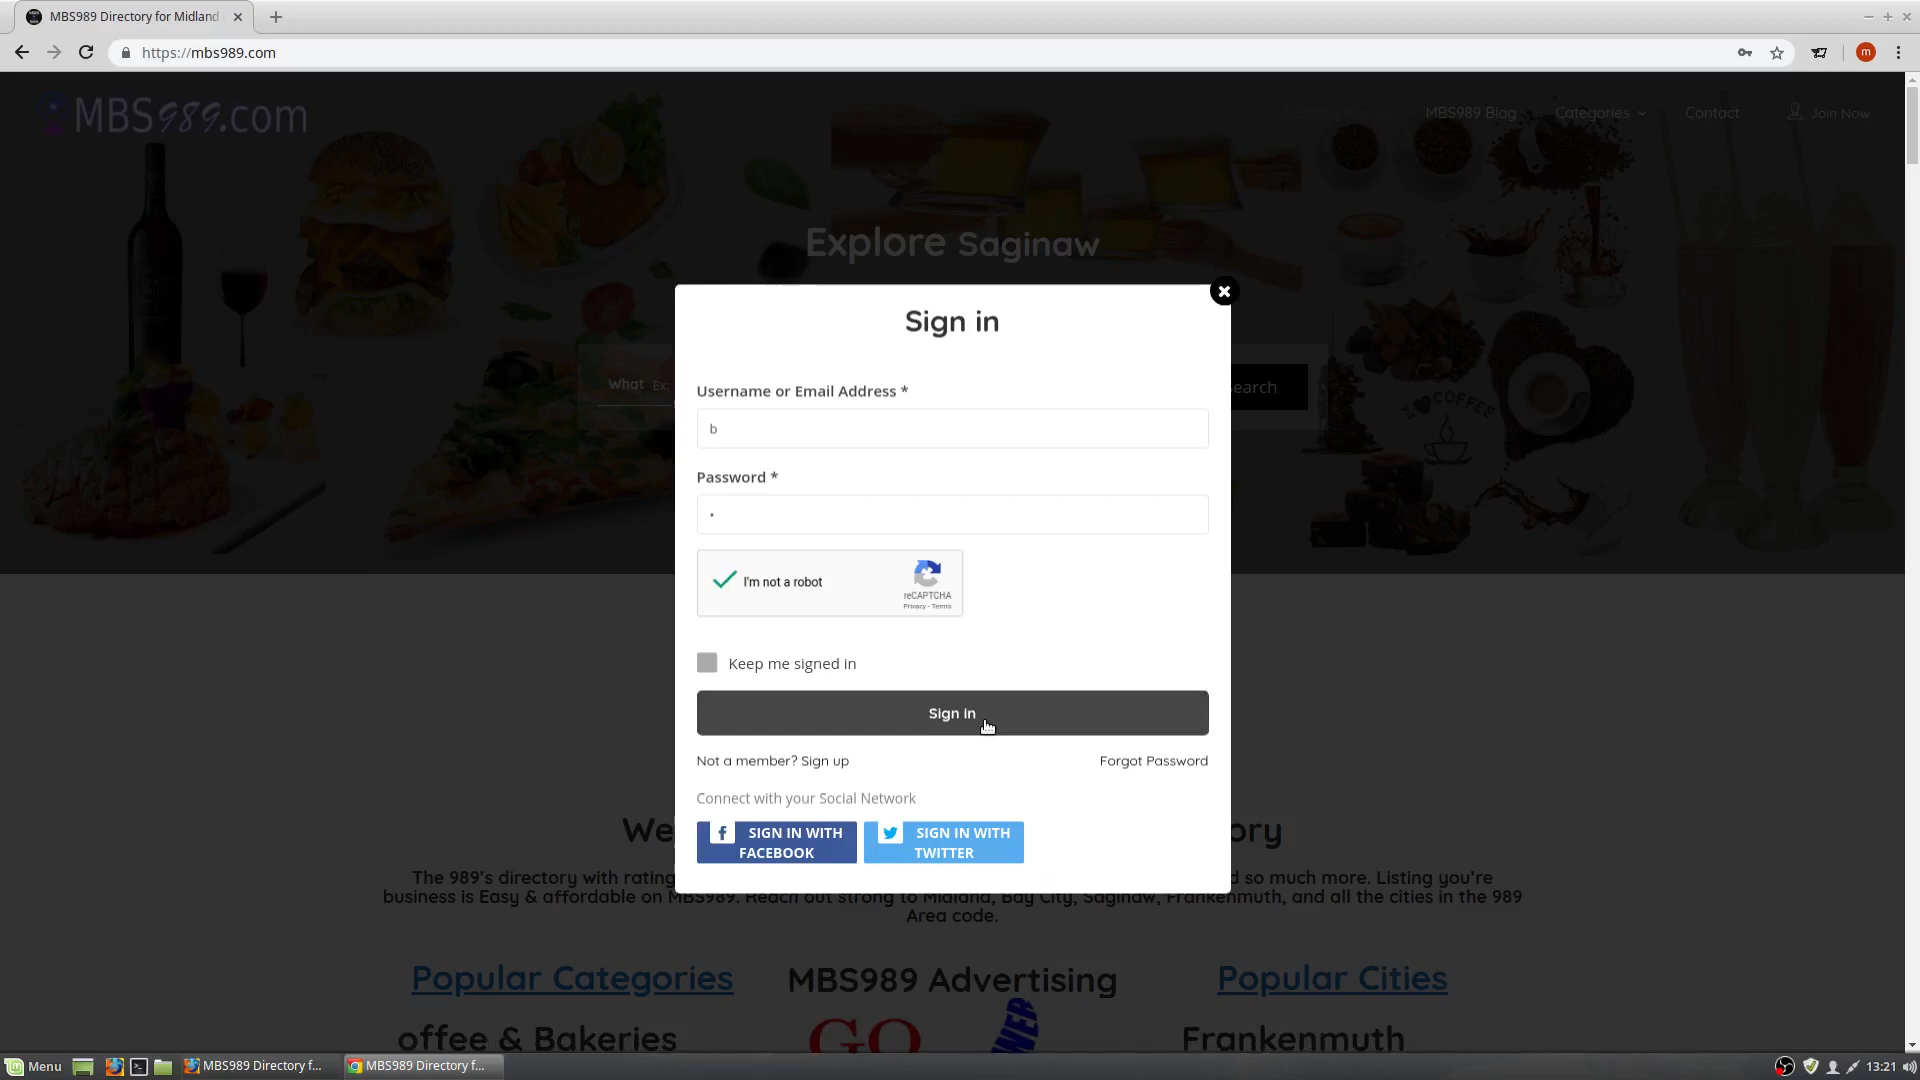 MBS989 Directory for Midland
https://mbs989.com
m
MBS989.com
MBS989 Blog
Categories
Contact
Join Now
Explore Saginaw
I ♥ COFFEE
What
Ex:
earch
Sign in
Username or Email Address *
b
Password *
•
I'm not a robot
reCAPTCHA
Privacy - Terms
Keep me signed in
Sign in
Not a member? Sign up
Forgot Password
Connect with your Social Network
SIGN IN WITH
FACEBOOK
SIGN IN WITH
TWITTER
We
ory
The 989's directory with rating
d so much more. Listing you're
business is Easy & affordable on MBS989. Reach out strong to Midland, Bay City, Saginaw, Frankenmuth, and all the cities in the 989
Area code.
Popular Categories
MBS989 Advertising
Popular Cities
offee & Bakeries
GO
Frankenmuth
Menu
MBS989 Directory f...
MBS989 Directory f...
13:21